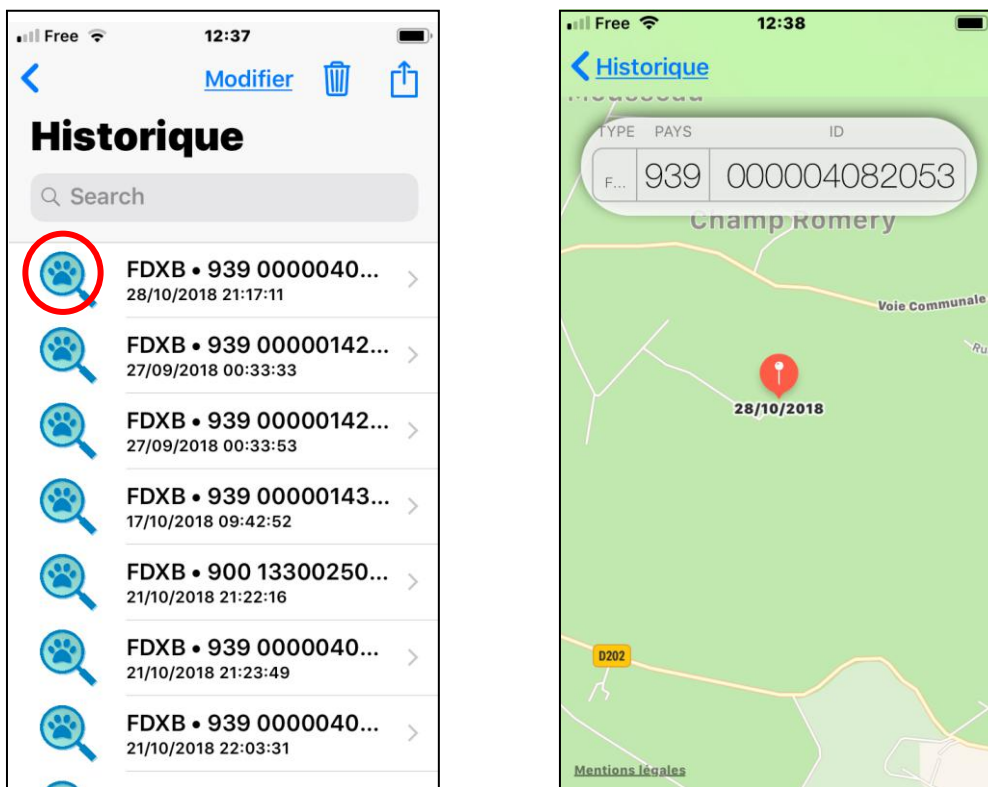 Free 12:37
Modifier
Historique
Search
FDXB • 939 0000040...
28/10/2018 21:17:11
FDXB • 939 00000142...
27/09/2018 00:33:33
FDXB • 939 00000142...
27/09/2018 00:33:53
FDXB • 939 00000143...
17/10/2018 09:42:52
FDXB • 900 13300250...
21/10/2018 21:22:16
FDXB • 939 0000040...
21/10/2018 21:23:49
FDXB • 939 0000040...
21/10/2018 22:03:31
Free 12:38
Historique
TYPE PAYS ID
F... 939 000004082053
Champ Romery
Voie Communale
Ru
28/10/2018
D202
Mentions légales